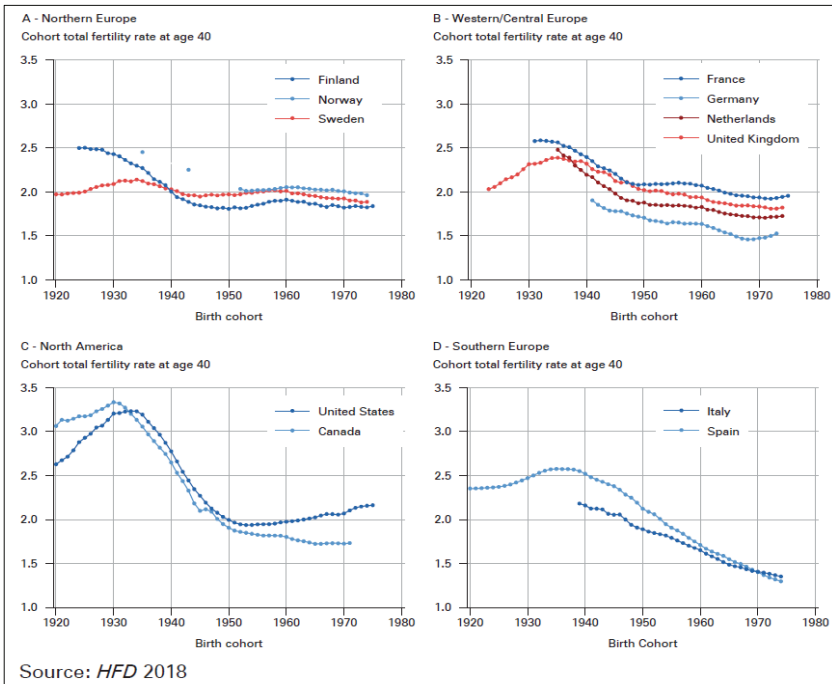 A - Northern Europe
Cohort total fertility rate at age 40
3.5
3.0
2.5
2.0
1.5
1.0
Finland
Norway
Sweden
1920 1930 1940 1950 1960 1970 1980
Birth cohort
B - Western/Central Europe
Cohort total fertility rate at age 40
3.5
3.0
2.5
2.0
1.5
1.0
France
Germany
Netherlands
United Kingdom
1920 1930 1940 1950 1960 1970 1980
Birth cohort
C - North America
Cohort total fertility rate at age 40
3.5
3.0
2.5
2.0
1.5
1.0
United States
Canada
1920 1930 1940 1950 1960 1970 1980
Birth cohort
D - Southern Europe
Cohort total fertility rate at age 40
3.5
3.0
2.5
2.0
1.5
1.0
Italy
Spain
1920 1930 1940 1950 1960 1970 1980
Birth Cohort
Source: HFD 2018